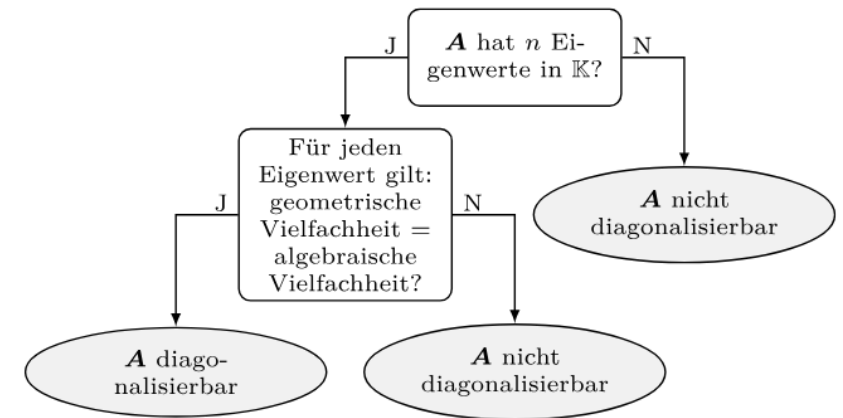 J
A hat n Ei-
genwerte in 𝕂?
N
Für jeden
Eigenwert gilt:
geometrische
Vielfachheit =
algebraische
Vielfachheit?
J
N
A nicht
diagonalisierbar
A diago-
nalisierbar
A nicht
diagonalisierbar